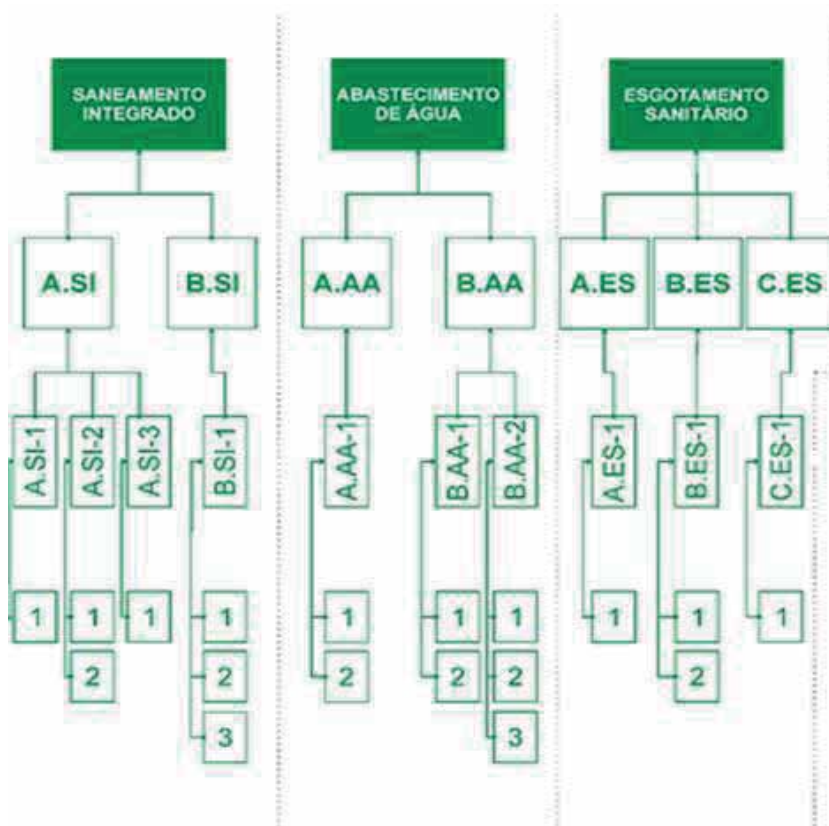 SANEAMENTO
INTEGRADO
ABASTECIMENTO
DE ÁGUA
ESGOTAMENTO
SANITÁRIO
A.SI
B.SI
A.AA
B.AA
A.ES
B.ES
C.ES
A.SI-1
A.SI-2
A.SI-3
B.SI-1
A.AA-1
B.AA-1
B.AA-2
A.ES-1
B.ES-1
C.ES-1
1
1
1
1
1
1
1
1
1
1
2
2
2
2
2
2
3
3